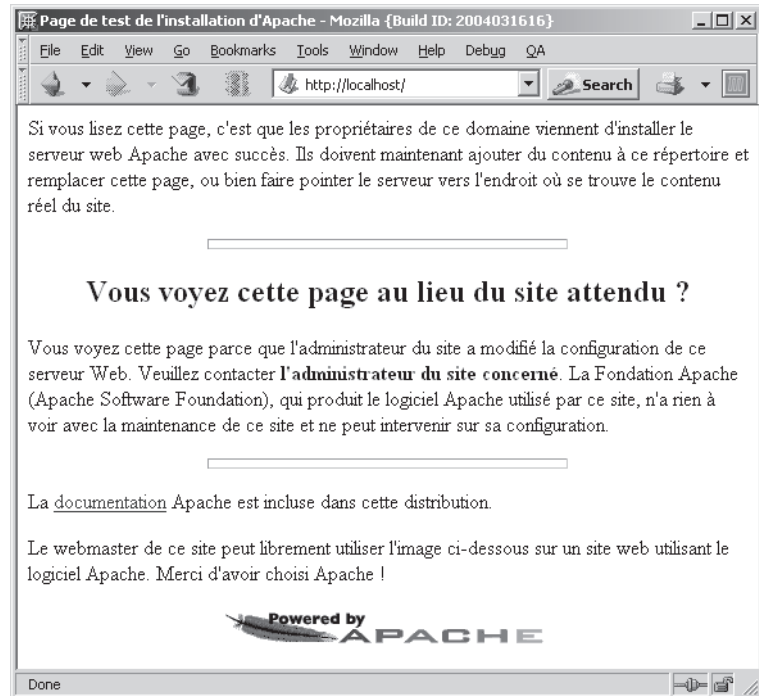 Page de test de l'installation d'Apache - Mozilla {Build ID: 2004031616}
File Edit View Go Bookmarks Tools Window Help Debug QA
http://localhost/ Search
Si vous lisez cette page, c'est que les propriétaires de ce domaine viennent d'installer le
serveur web Apache avec succès. Ils doivent maintenant ajouter du contenu à ce répertoire et
remplacer cette page, ou bien faire pointer le serveur vers l'endroit où se trouve le contenu
réel du site.
Vous voyez cette page au lieu du site attendu ?
Vous voyez cette page parce que l'administrateur du site a modifié la configuration de ce
serveur Web. Veuillez contacter l'administrateur du site concerné. La Fondation Apache
(Apache Software Foundation), qui produit le logiciel Apache utilisé par ce site, n'a rien à
voir avec la maintenance de ce site et ne peut intervenir sur sa configuration.
La documentation Apache est incluse dans cette distribution.
Le webmaster de ce site peut librement utiliser l'image ci-dessous sur un site web utilisant le
logiciel Apache. Merci d'avoir choisi Apache !
Powered by
APACHE
Done